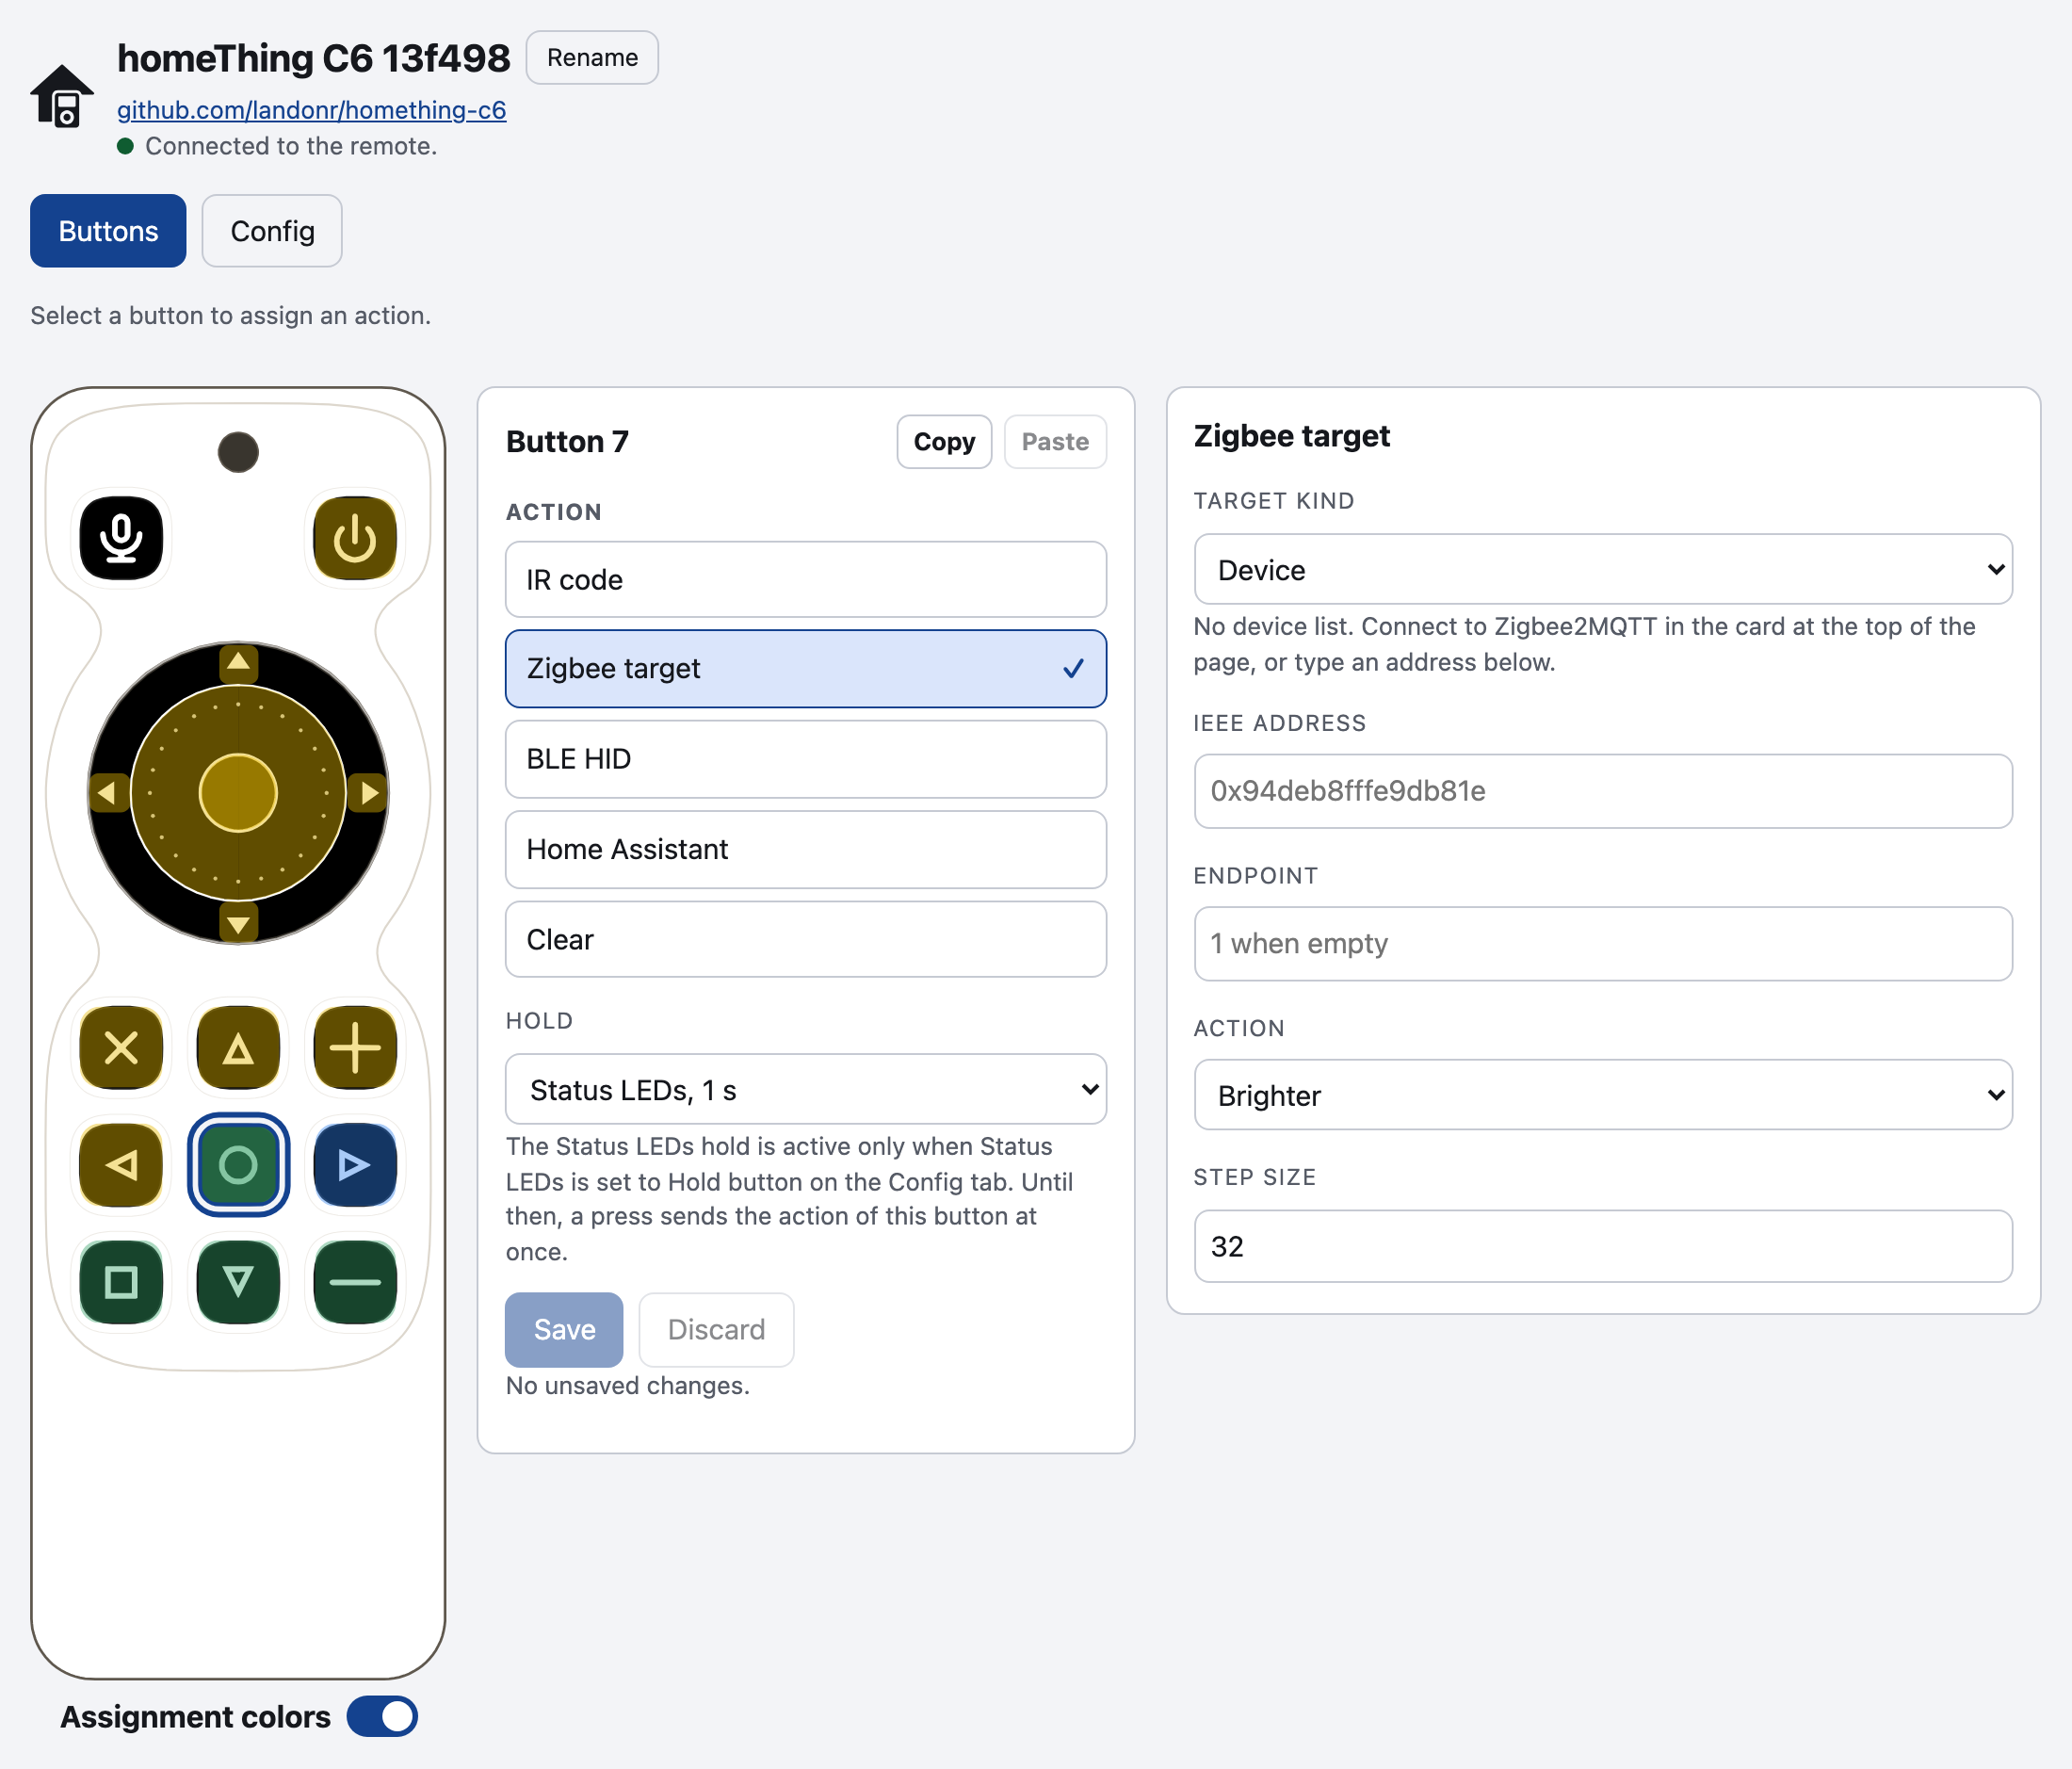 homeThing C6 13f498
Rename
github.com/landonr/homething-c6
Connected to the remote.
Buttons
Config
Select a button to assign an action.
Button 7
Copy
Paste
ACTION
IR code
Zigbee target
BLE HID
Home Assistant
Clear
HOLD
Status LEDs, 1 s
The Status LEDs hold is active only when Status
LEDs is set to Hold button on the Config tab. Until
then, a press sends the action of this button at
once.
Save
Discard
No unsaved changes.
Zigbee target
TARGET KIND
Device
No device list. Connect to Zigbee2MQTT in the card at the top of the
page, or type an address below.
IEEE ADDRESS
0x94deb8fffe9db81e
ENDPOINT
1 when empty
ACTION
Brighter
STEP SIZE
32
Assignment colors